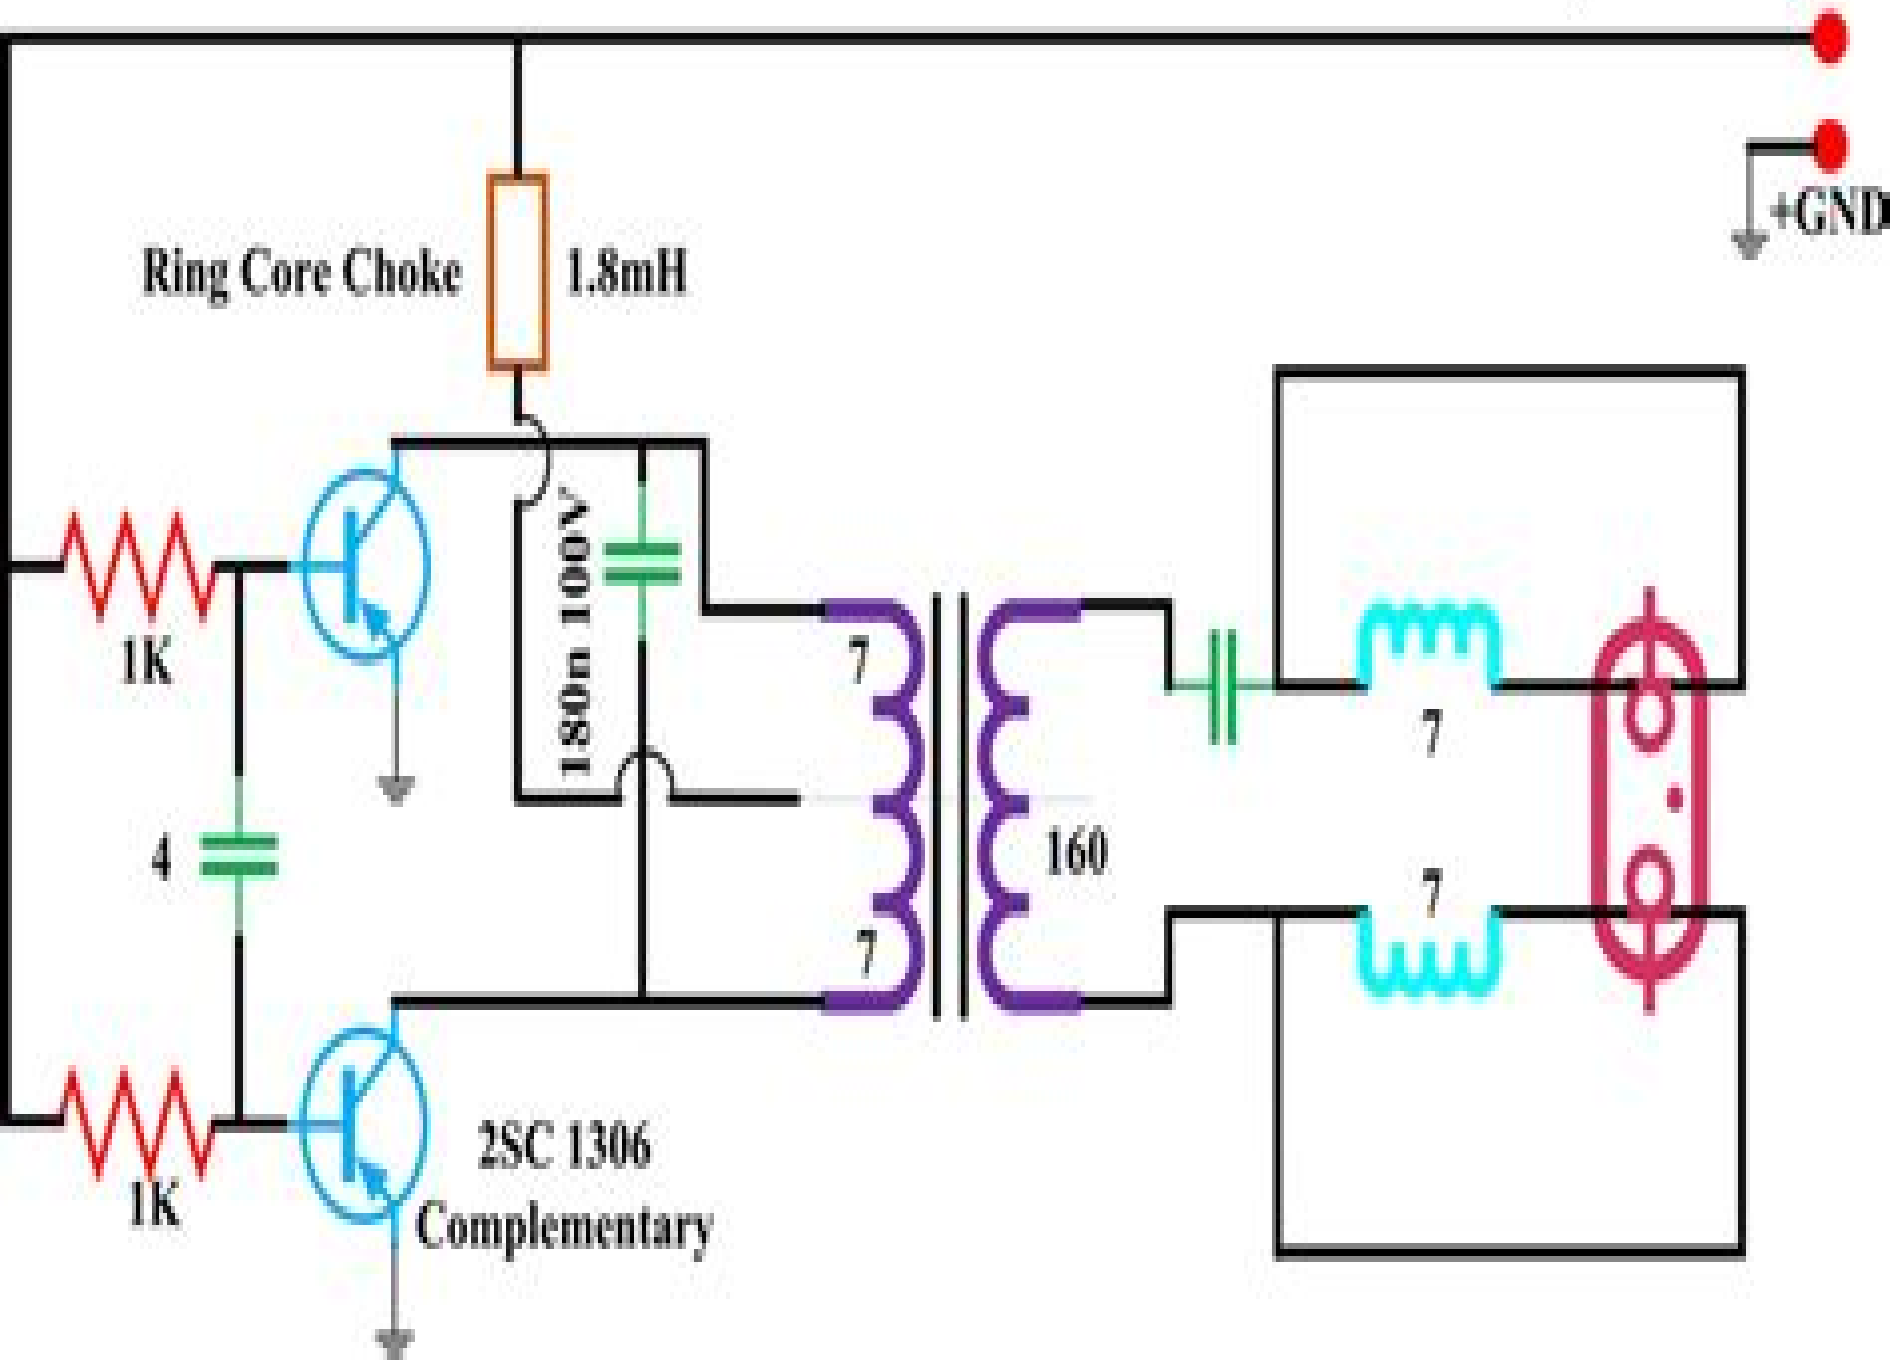 +GND
Ring Core Choke
1.8mH
180n 100V
1K
7
7
4
160
7
7
1K
2SC 1306
Complementary